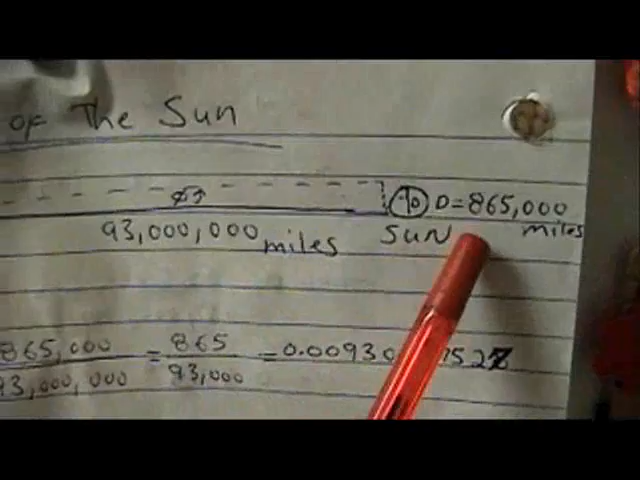 of The Sun
D=865,000
93,000,000 miles
SUN
miles
865,000 = 865 = 0.00930
93,000,000 93,000